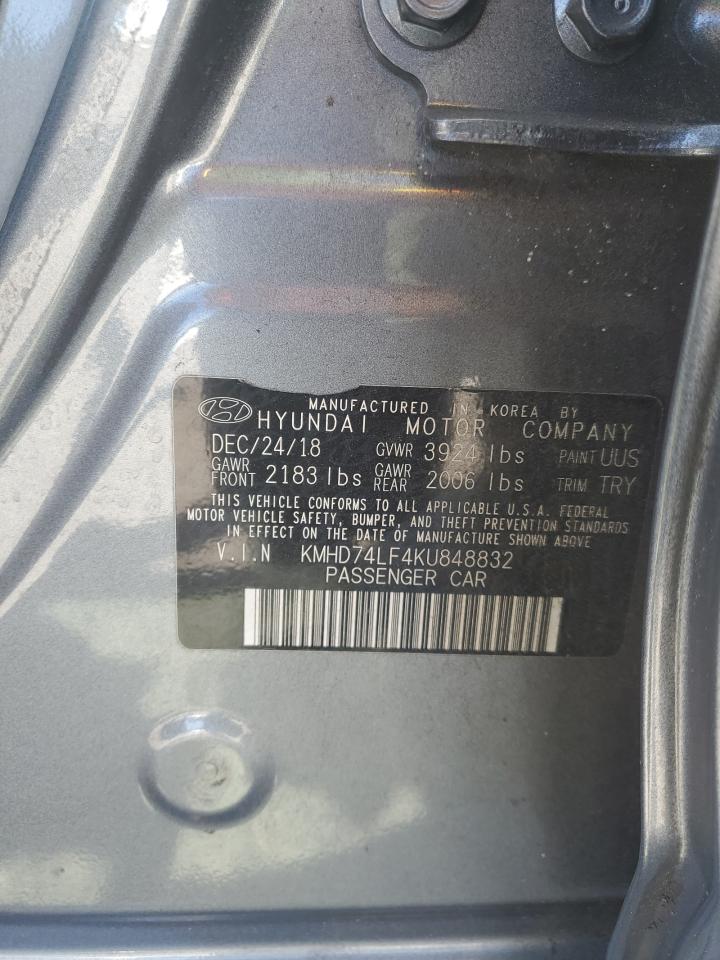 MANUFACTURED IN KOREA BY
HYUNDAI MOTOR COMPANY
DEC/24/18 GVWR 3924 lbs PAINT UUS
GAWR FRONT 2183 lbs GAWR REAR 2006 lbs TRIM TRY
THIS VEHICLE CONFORMS TO ALL APPLICABLE U.S.A. FEDERAL
MOTOR VEHICLE SAFETY, BUMPER, AND THEFT PREVENTION STANDARDS
IN EFFECT ON THE DATE OF MANUFACTURE SHOWN ABOVE
V.I.N KMHD74LF4KU848832
PASSENGER CAR